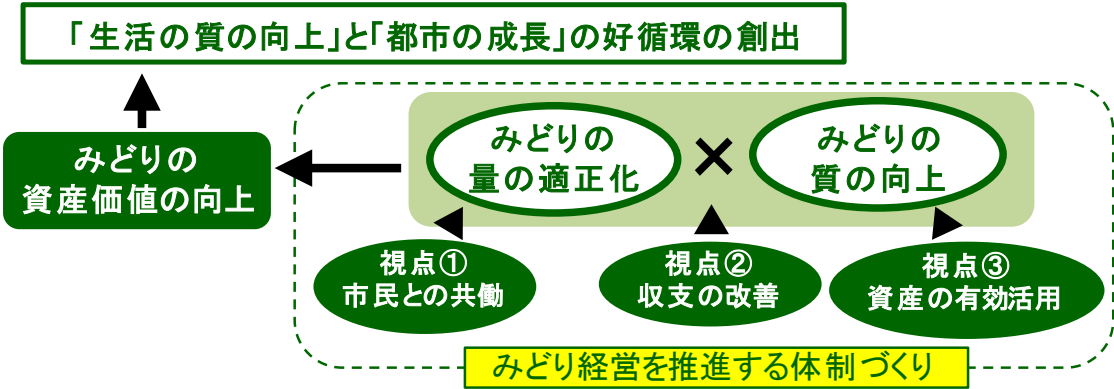 「生活の質の向上」と「都市の成長」の好循環の創出
みどりの
資産価値の向上
みどりの
量の適正化
×
みどりの
質の向上
視点①
市民との共働
視点②
収支の改善
視点③
資産の有効活用
みどり経営を推進する体制づくり